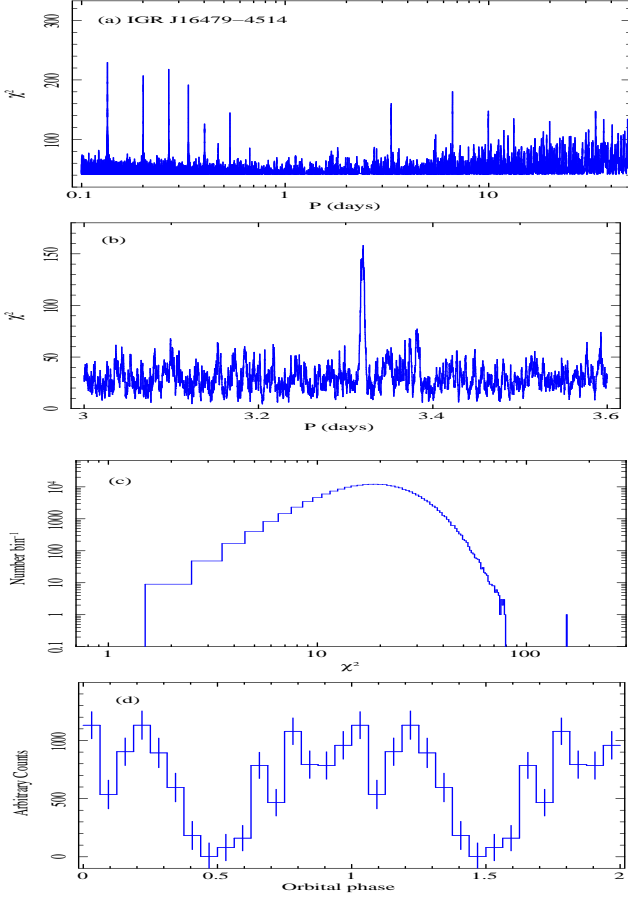 (a) IGR J16479−4514
χ²
300
200
100
0.1 1 10
P (days)
(b)
χ²
150
100
50
0
3 3.2 3.4 3.6
P (days)
(c)
Number bin⁻¹
10⁴
1000
100
10
1
0.1
1 10 100
χ²
(d)
Arbitrary Counts
1000
500
0
0 0.5 1 1.5 2
Orbital phase